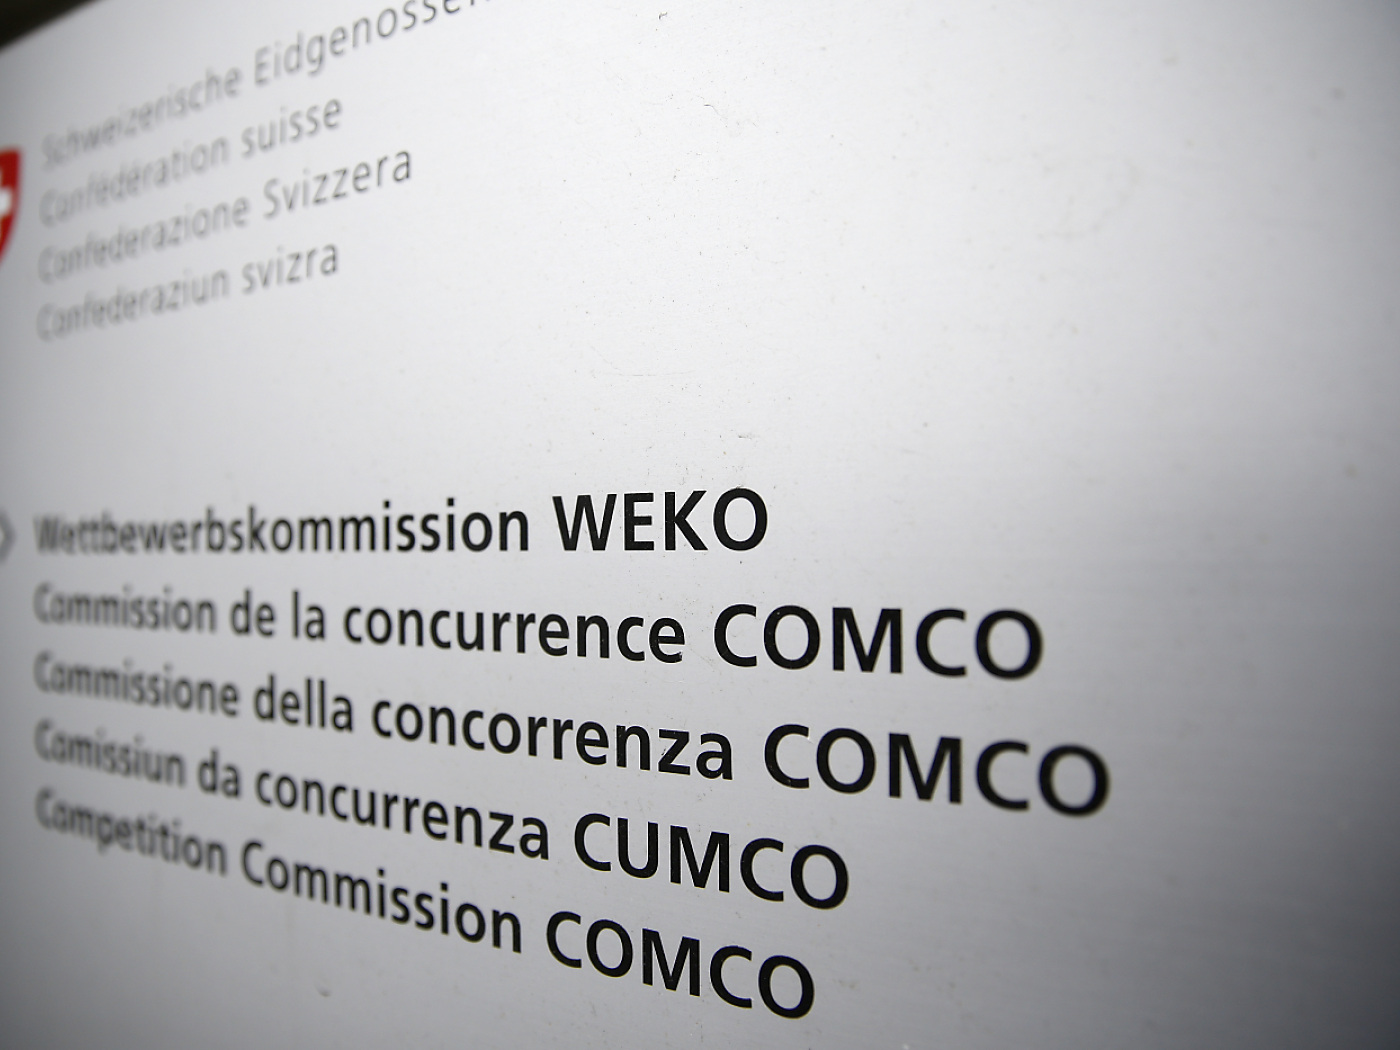 Schweizerische Eidgenossen
Confédération suisse
Confederazione Svizzera
Confederaziun svizra
Wettbewerbskommission WEKO
Commission de la concurrence COMCO
Commissione della concorrenza COMCO
Cumissiun da concurrenza CUMCO
Competition Commission COMCO